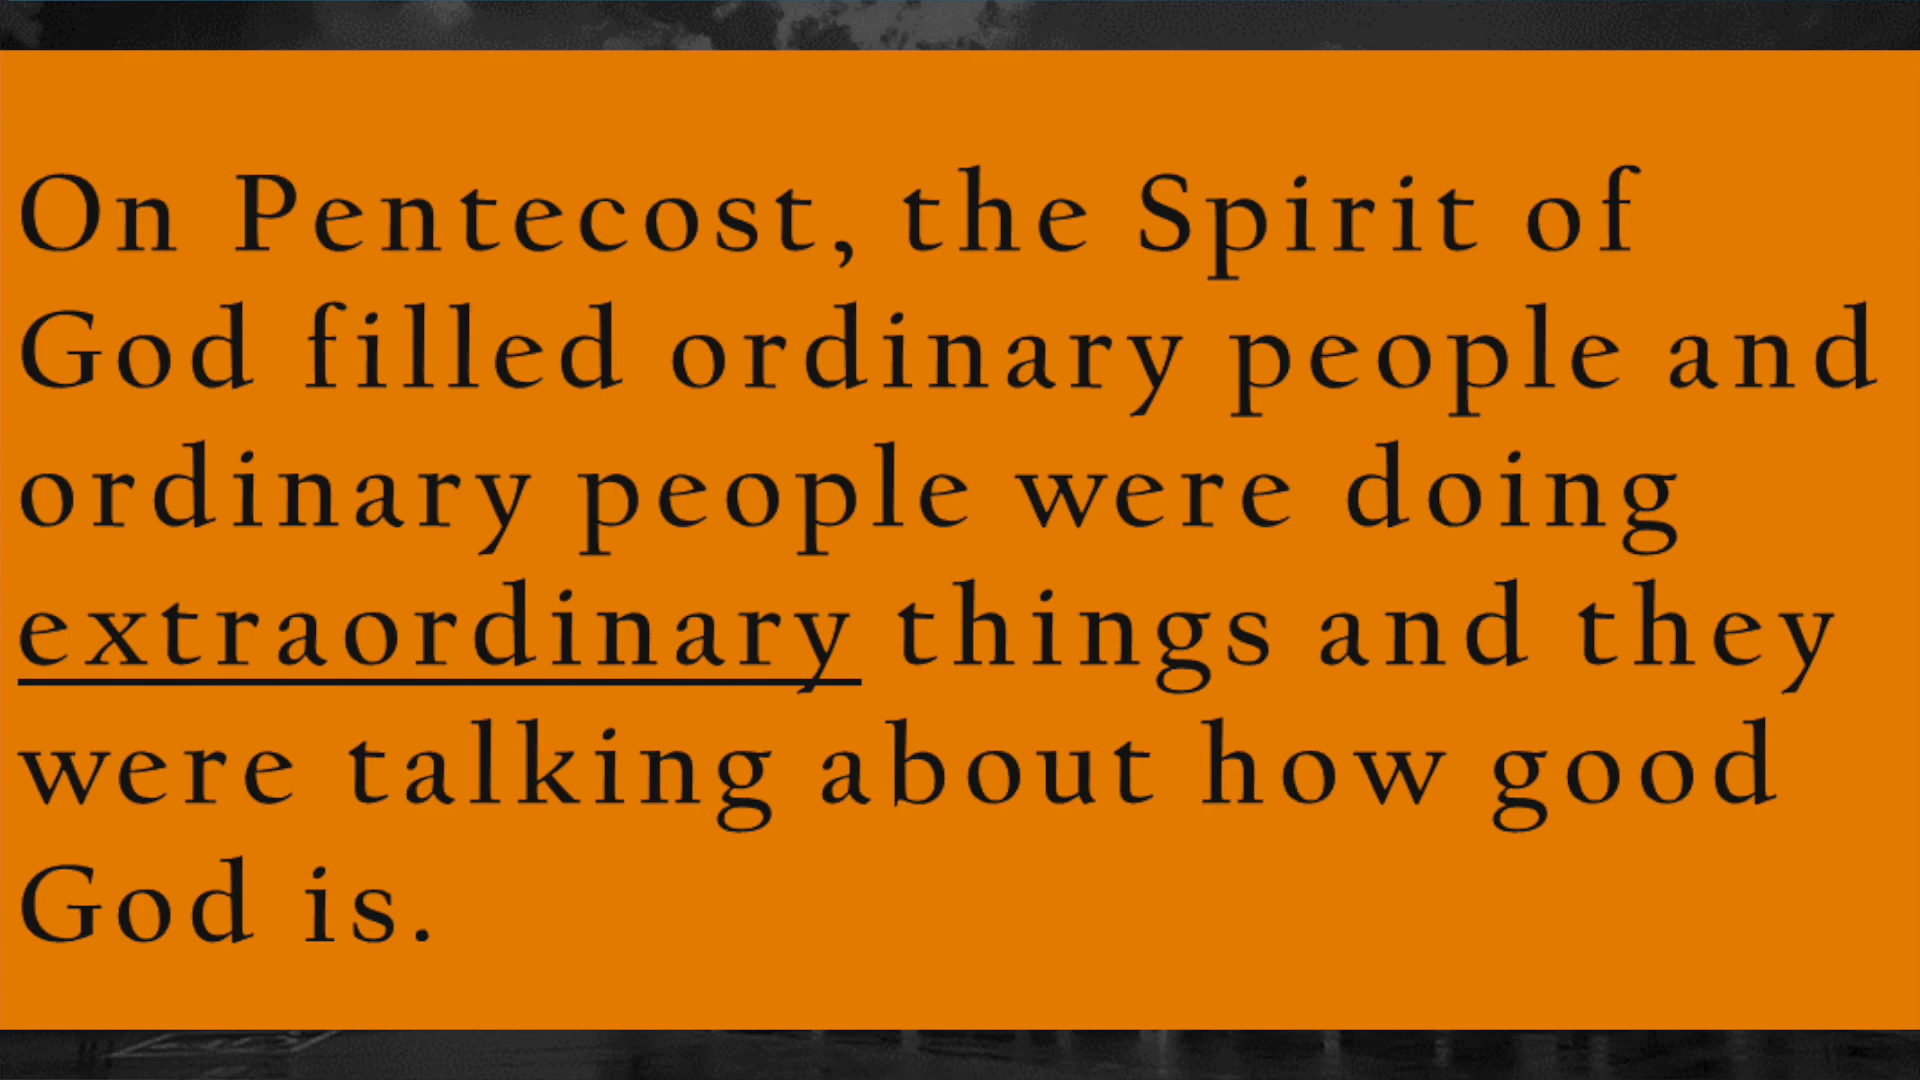 On Pentecost, the Spirit of
God filled ordinary people and
ordinary people were doing
extraordinary things and they
were talking about how good
God is.